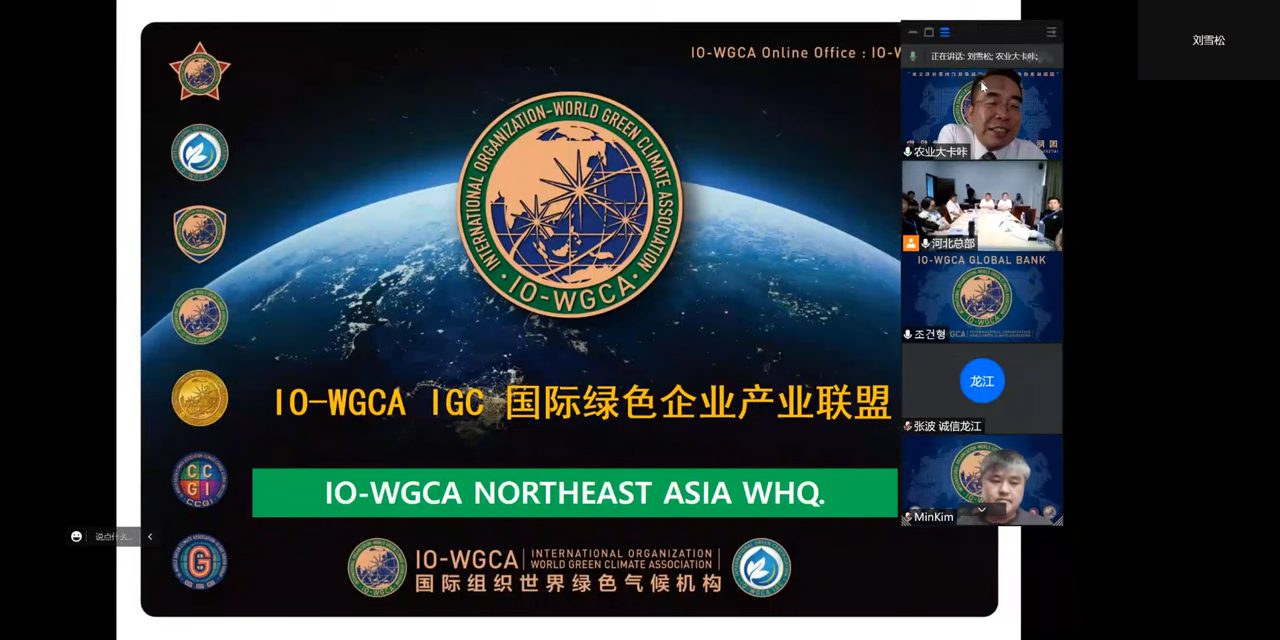 IO-WGCA Online Office : IO-W
INTERNATIONAL ORGANIZATION-WORLD GREEN CLIMATE ASSOCIATION
IO-WGCA
IO-WGCA IGC 国际绿色企业产业联盟
IO-WGCA NORTHEAST ASIA WHQ.
IO-WGCA
INTERNATIONAL ORGANIZATION
WORLD GREEN CLIMATE ASSOCIATION
国际组织世界绿色气候机构
CCGI
CCGI
G
说点什么...
正在讲话: 刘雪松; 农业大卡咔;
农业大卡咔
河北总部
IO-WGCA GLOBAL BANK
조건형
龙江
张波 诚信龙江
MinKim
刘雪松